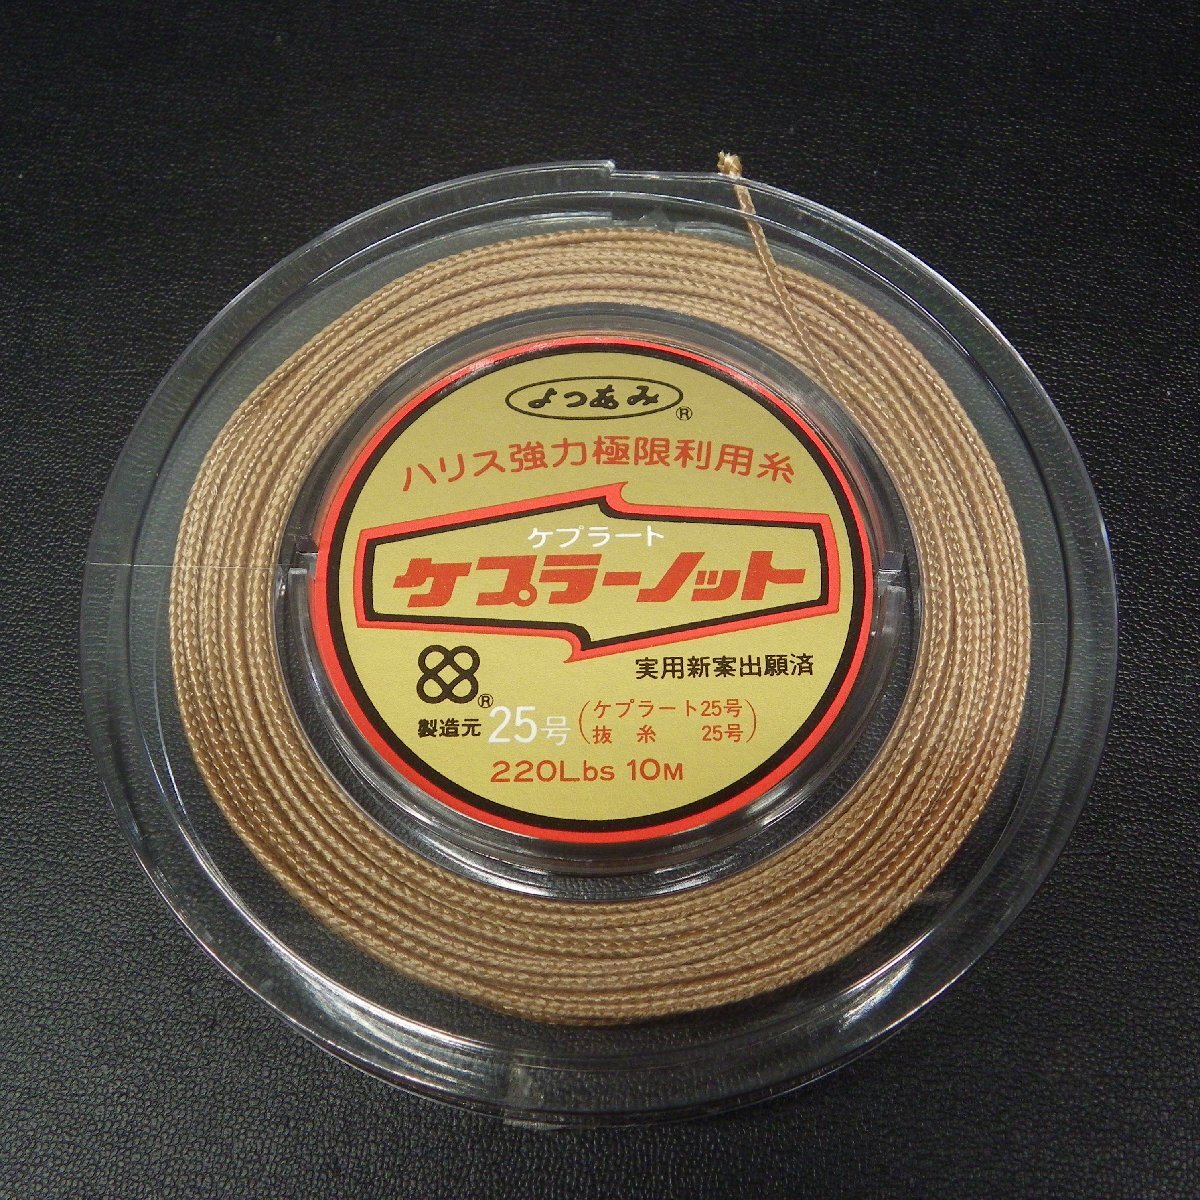 よつあみ®
ハリス強力極限利用糸
ケプラート
ケプラーノット
実用新案出願済
®
製造元 25号 (ケプラート25号
抜糸 25号)
220Lbs 10M